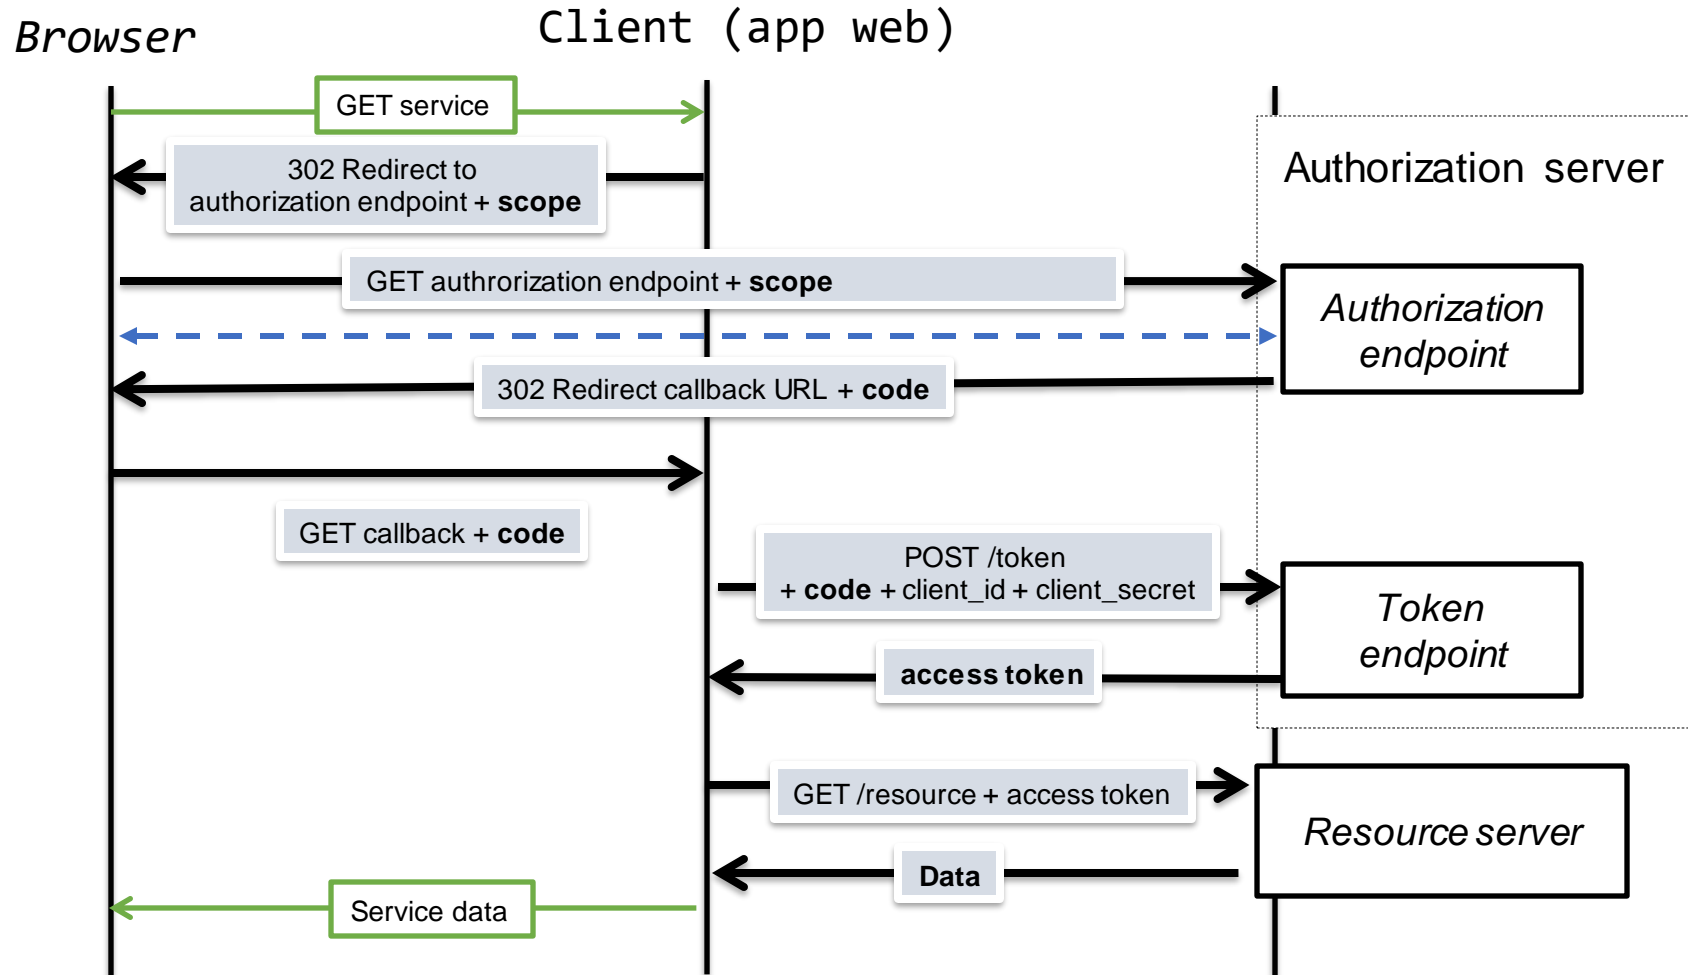 Browser
Client (app web)
GET service
302 Redirect to
authorization endpoint + scope
Authorization server
GET authrorization endpoint + scope
Authorization
endpoint
302 Redirect callback URL + code
GET callback + code
POST /token
+ code + client_id + client_secret
Token
endpoint
access token
GET /resource + access token
Resource server
Data
Service data